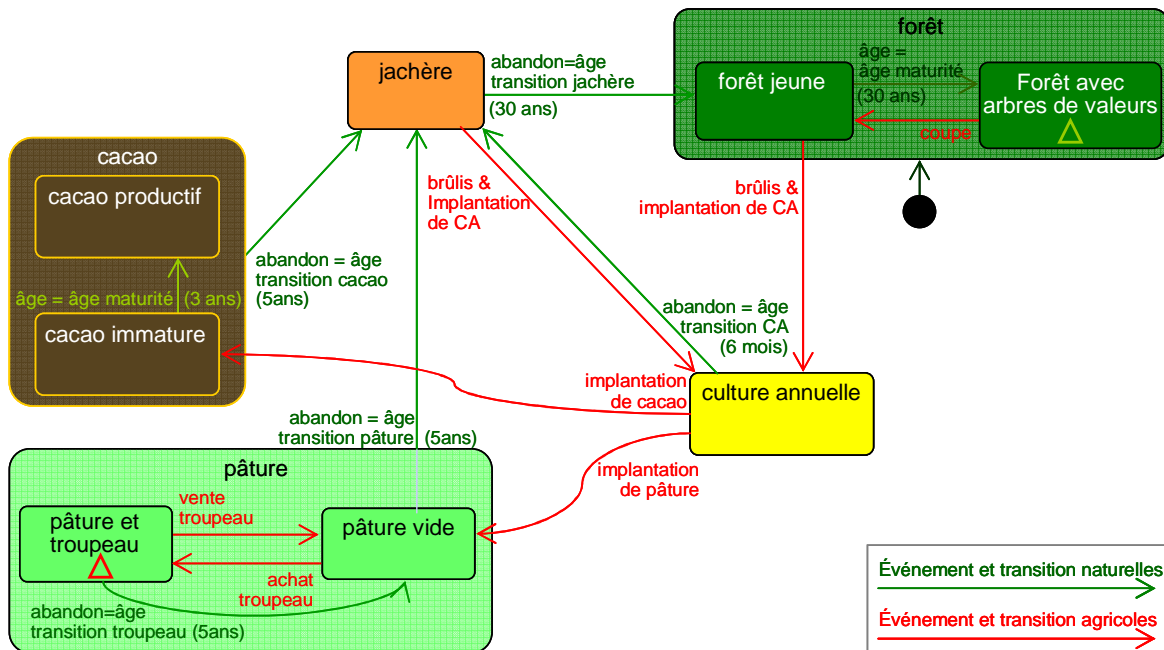 forêt
jachère
abandon=âge
transition jachère
(30 ans)
forêt jeune
âge =
âge maturité
(30 ans)
Forêt avec
arbres de valeurs
coupe
cacao
cacao productif
âge = âge maturité (3 ans)
cacao immature
abandon = âge
transition cacao
(5ans)
brûlis &
Implantation
de CA
brûlis &
implantation de CA
abandon = âge
transition CA
(6 mois)
culture annuelle
implantation
de cacao
implantation
de pâture
abandon = âge
transition pâture (5ans)
pâture
pâture et
troupeau
vente
troupeau
pâture vide
achat
troupeau
abandon=âge
transition troupeau (5ans)
Événement et transition naturelles
Événement et transition agricoles